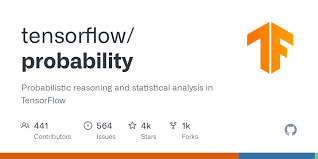 tensorflow/
probability
Probabilistic reasoning and statistical analysis in
TensorFlow
441 564 4k 1k
Contributors Issues Stars Forks